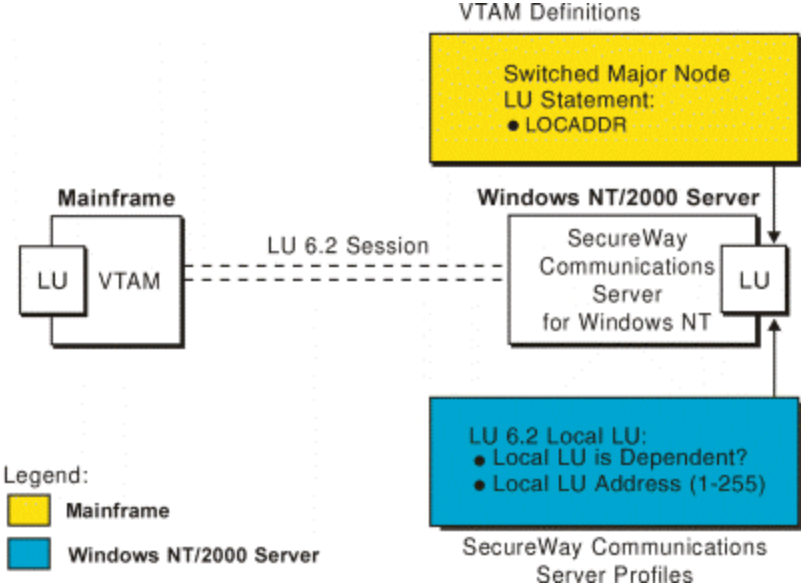 VTAM Definitions
Switched Major Node
LU Statement:
● LOCADDR
Mainframe
LU
VTAM
LU 6.2 Session
Windows NT/2000 Server
SecureWay
Communications
Server
for Windows NT
LU
LU 6.2 Local LU:
● Local LU is Dependent?
● Local LU Address (1-255)
SecureWay Communications
Server Profiles
Legend:
Mainframe
Windows NT/2000 Server